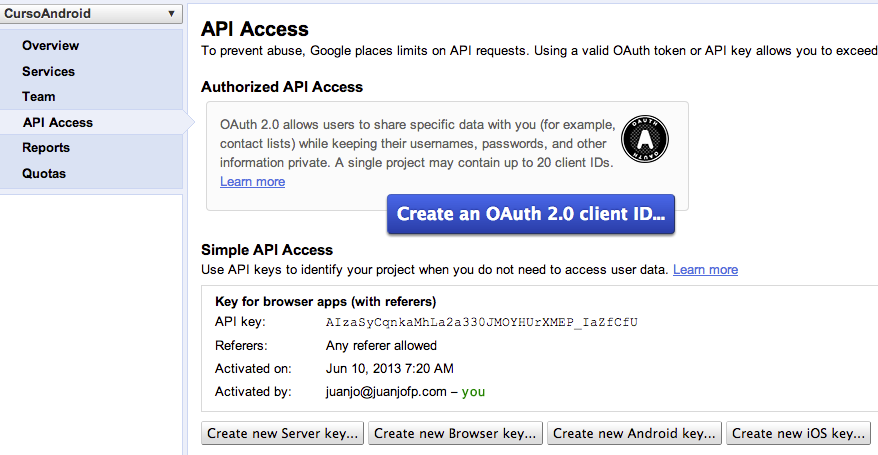 CursoAndroid
Overview
Services
Team
API Access
Reports
Quotas
API Access
To prevent abuse, Google places limits on API requests. Using a valid OAuth token or API key allows you to exceed
Authorized API Access
OAuth 2.0 allows users to share specific data with you (for example,
contact lists) while keeping their usernames, passwords, and other
information private. A single project may contain up to 20 client IDs.
Learn more
OAUTH
A
OAUTH
Create an OAuth 2.0 client ID...
Simple API Access
Use API keys to identify your project when you do not need to access user data. Learn more
Key for browser apps (with referers)
API key: AIzaSyCqnkaMhLa2a330JMOYHUrXMEP_IaZfCfU
Referers: Any referer allowed
Activated on: Jun 10, 2013 7:20 AM
Activated by: juanjo@juanjofp.com – you
Create new Server key... Create new Browser key... Create new Android key... Create new iOS key...